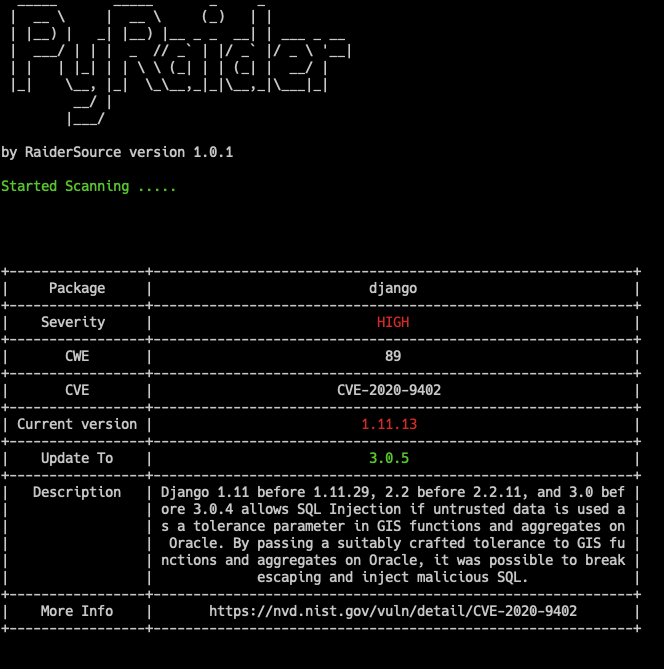 PyRaider
by RaiderSource version 1.0.1
Started Scanning .....
Package django
Severity HIGH
CWE 89
CVE CVE-2020-9402
Current version 1.11.13
Update To 3.0.5
Description Django 1.11 before 1.11.29, 2.2 before 2.2.11, and 3.0 bef
ore 3.0.4 allows SQL Injection if untrusted data is used a
s a tolerance parameter in GIS functions and aggregates on
Oracle. By passing a suitably crafted tolerance to GIS fu
nctions and aggregates on Oracle, it was possible to break
escaping and inject malicious SQL.
More Info https://nvd.nist.gov/vuln/detail/CVE-2020-9402